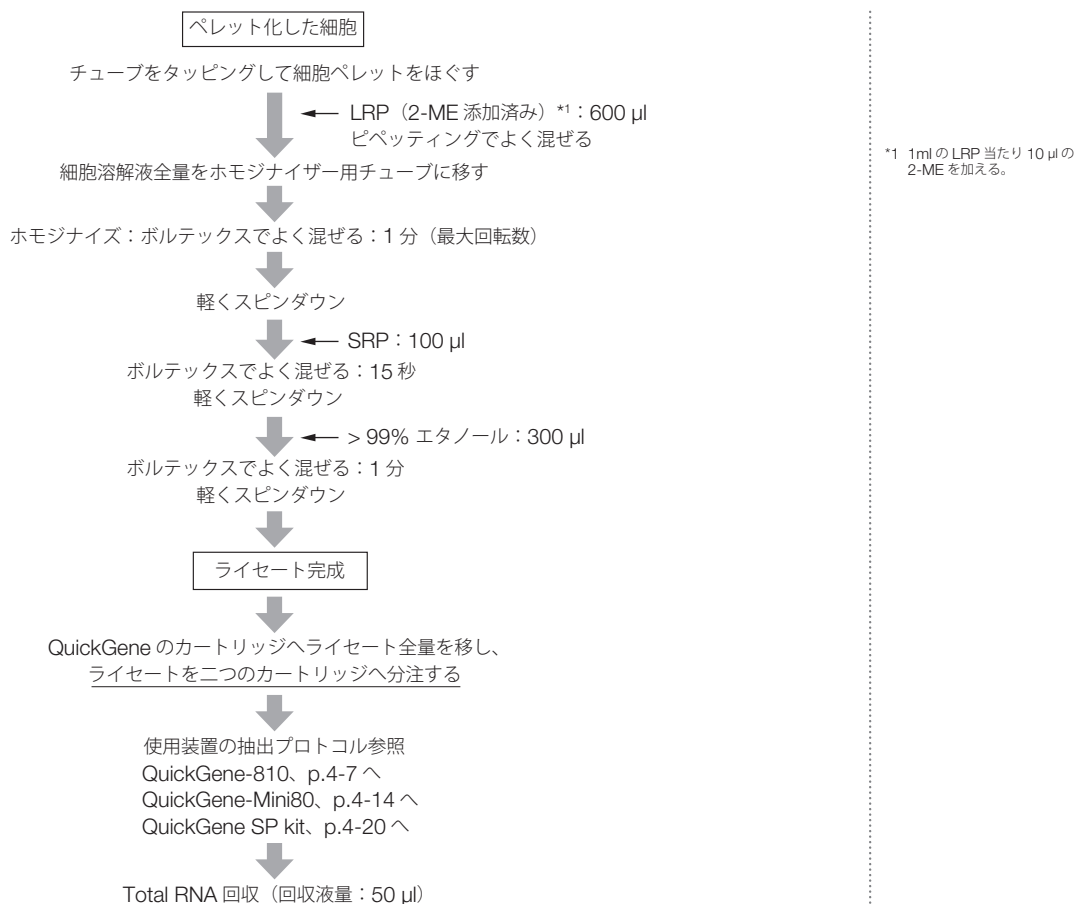 ペレット化した細胞
チューブをタッピングして細胞ペレットをほぐす
LRP（2-ME 添加済み）*1：600 µl
ピペッティングでよく混ぜる
細胞溶解液全量をホモジナイザー用チューブに移す
ホモジナイズ：ボルテックスでよく混ぜる：1 分（最大回転数）
軽くスピンダウン
SRP：100 µl
ボルテックスでよく混ぜる：15 秒
軽くスピンダウン
> 99% エタノール：300 µl
ボルテックスでよく混ぜる：1 分
軽くスピンダウン
ライセート完成
QuickGene のカートリッジへライセート全量を移し、
ライセートを二つのカートリッジへ分注する
使用装置の抽出プロトコル参照
QuickGene-810、p.4-7 へ
QuickGene-Mini80、p.4-14 へ
QuickGene SP kit、p.4-20 へ
Total RNA 回収（回収液量：50 µl）
*1 1ml の LRP 当たり 10 µl の
2-ME を加える。